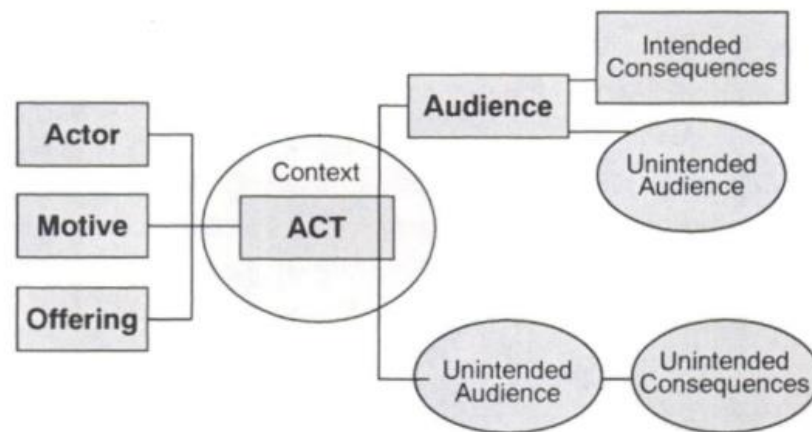 Actor
Motive
Offering
Context
ACT
Audience
Intended
Consequences
Unintended
Audience
Unintended
Audience
Unintended
Consequences